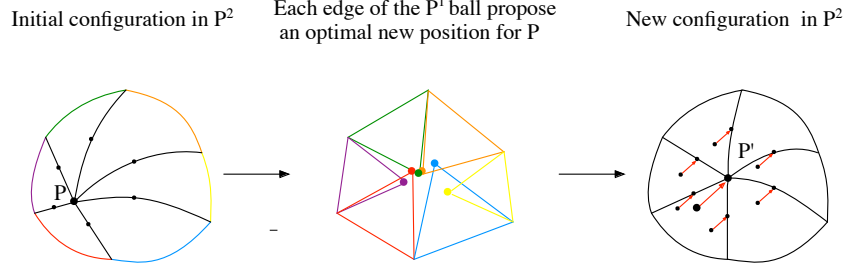 Initial configuration in P²
Each edge of the P¹ ball propose
an optimal new position for P
New configuration in P²
P
P'